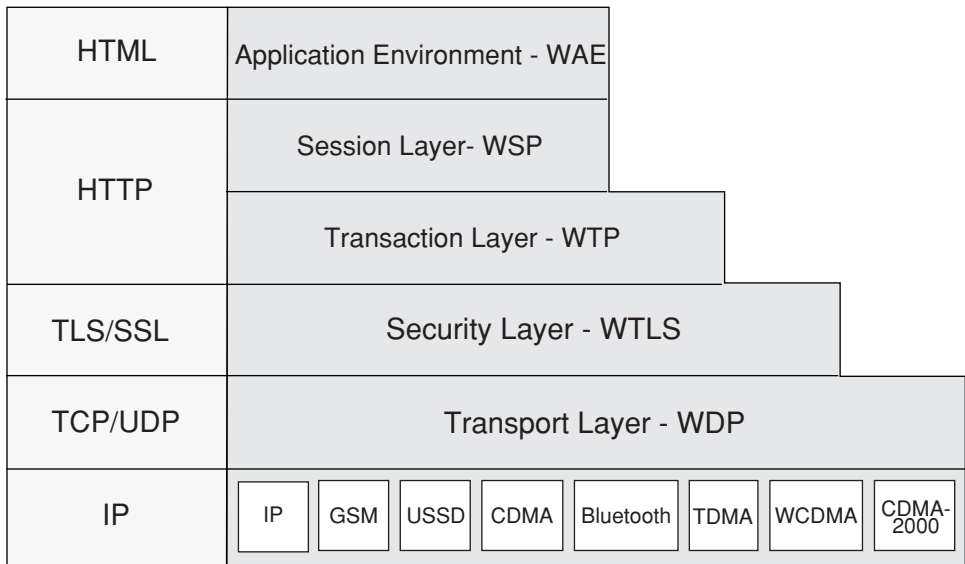 HTML
Application Environment - WAE
HTTP
Session Layer- WSP
Transaction Layer - WTP
TLS/SSL
Security Layer - WTLS
TCP/UDP
Transport Layer - WDP
IP
IP
GSM
USSD
CDMA
Bluetooth
TDMA
WCDMA
CDMA-
2000